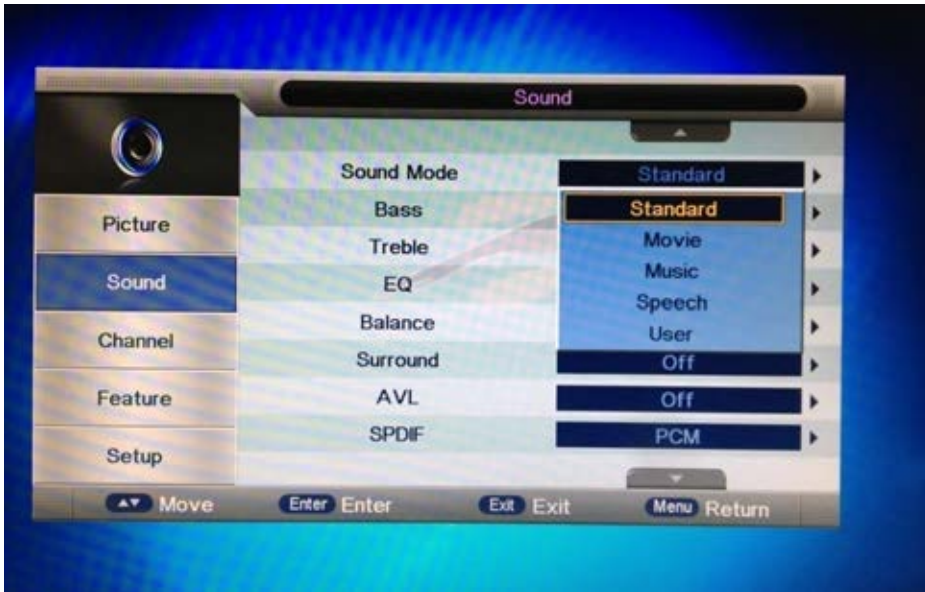 Sound
Sound Mode
Standard
Bass
Standard
Treble
Movie
EQ
Music
Speech
Balance
User
Surround
Off
AVL
Off
SPDIF
PCM
Picture
Sound
Channel
Feature
Setup
Move
Enter Enter
Exit Exit
Menu Return